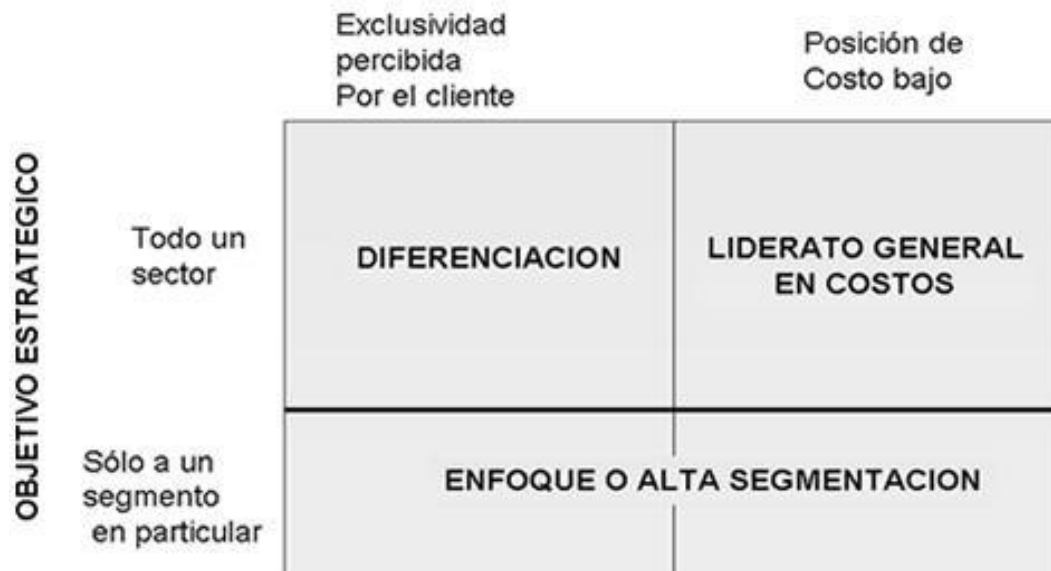 Exclusividad
percibida
Por el cliente
Posición de
Costo bajo
OBJETIVO ESTRATEGICO
Todo un
sector
DIFERENCIACION
LIDERATO GENERAL
EN COSTOS
Sólo a un
segmento
en particular
ENFOQUE O ALTA SEGMENTACION